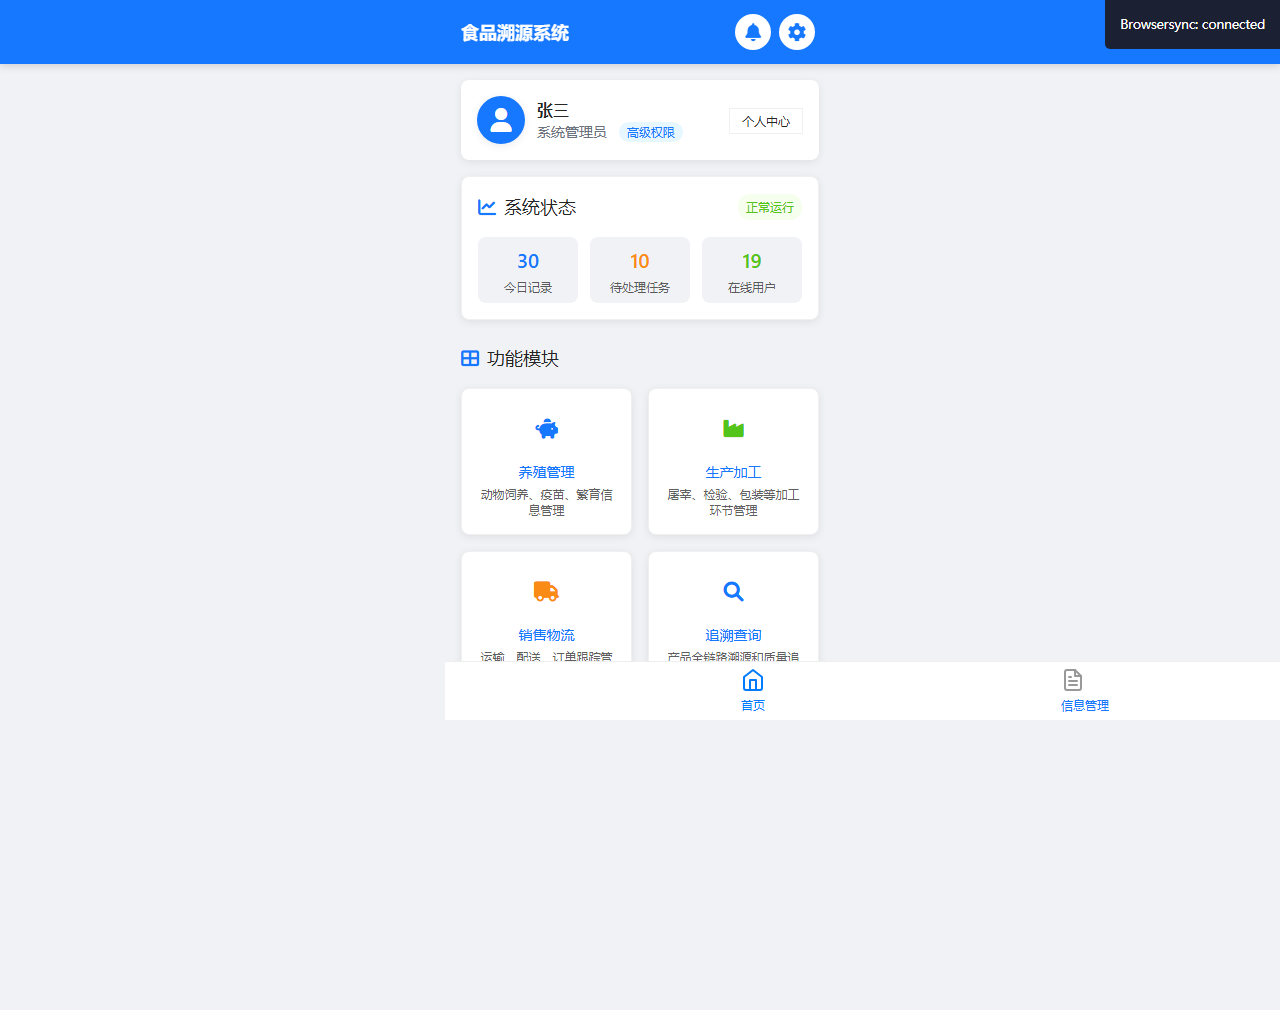 食品溯源系统
Browsersync: connected
张三
系统管理员 高级权限
个人中心
系统状态
正常运行
30
今日记录
10
待处理任务
19
在线用户
功能模块
养殖管理
动物饲养、疫苗、繁育信
息管理
生产加工
屠宰、检验、包装等加工
环节管理
销售物流
运输、配送、订单跟踪管
追溯查询
产品全链路溯源和质量追
首页
信息管理